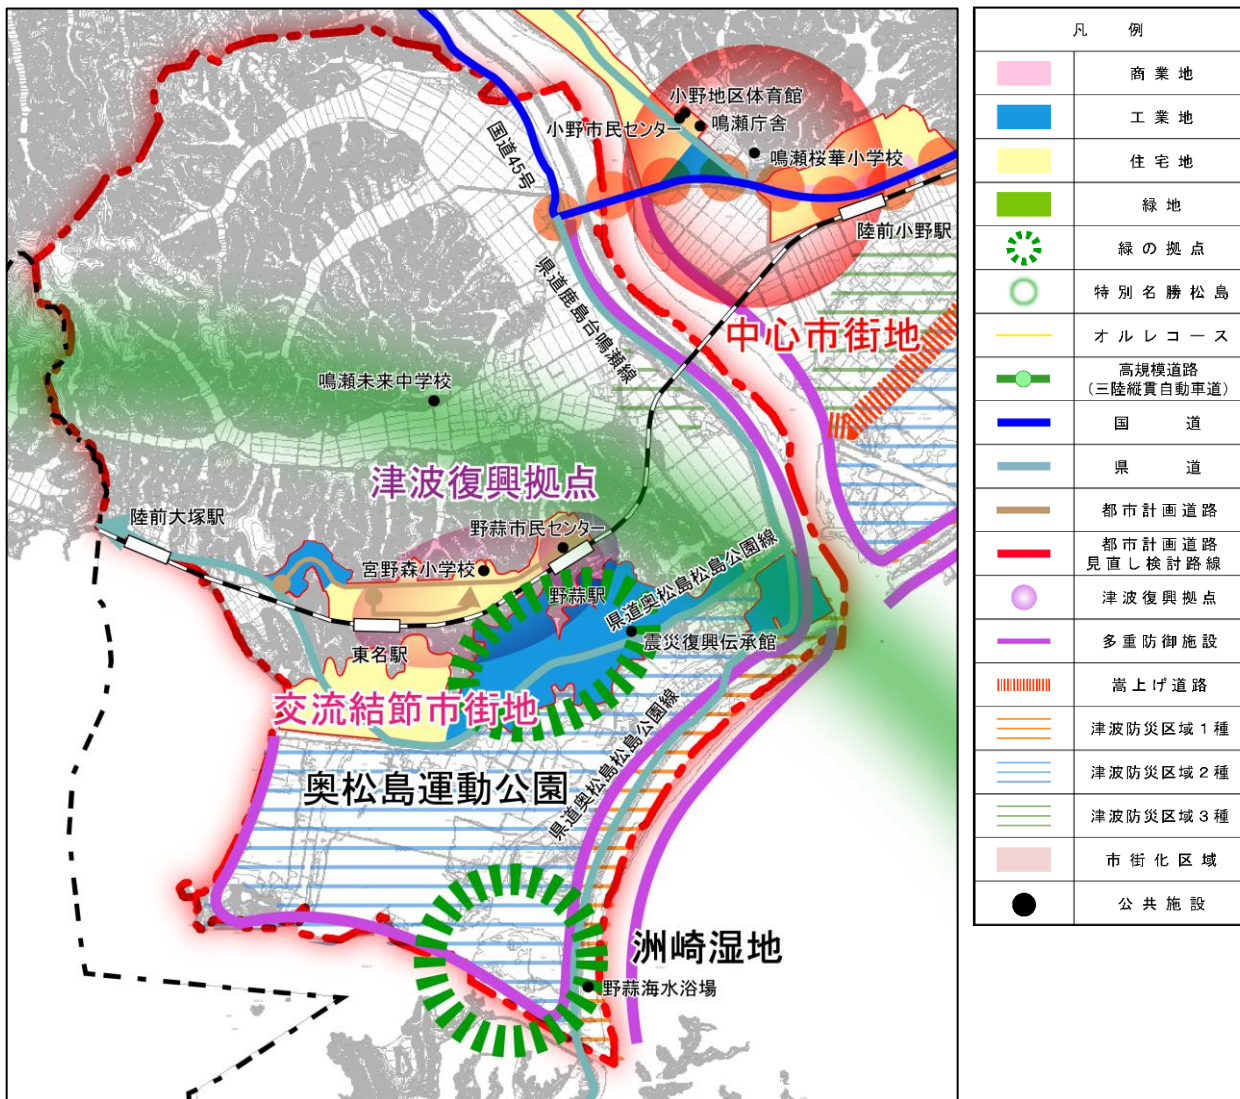 小野地区体育館
小野市民センター
鳴瀬庁舎
鳴瀬桜華小学校
国道45号
陸前小野駅
県道鹿島台鳴瀬線
中心市街地
鳴瀬未来中学校
津波復興拠点
陸前大塚駅
野蒜市民センター
宮野森小学校
野蒜駅
県道奥松島松島公園線
震災復興伝承館
東名駅
交流結節市街地
県道奥松島松島公園線
奥松島運動公園
洲崎湿地
野蒜海水浴場
凡例
商業地
工業地
住宅地
緑地
緑の拠点
特別名勝松島
オルレコース
高規模道路
(三陸縦貫自動車道)
国道
県道
都市計画道路
都市計画道路
見直し検討路線
津波復興拠点
多重防御施設
嵩上げ道路
津波防災区域1種
津波防災区域2種
津波防災区域3種
市街化区域
公共施設